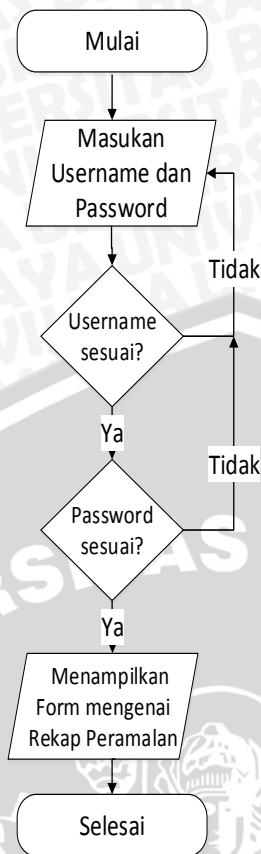 Mulai
Masukan
Username dan
Password
Tidak
Username
sesuai?
Ya
Tidak
Password
sesuai?
Ya
Menampilkan
Form mengenai
Rekap Peramalan
Selesai